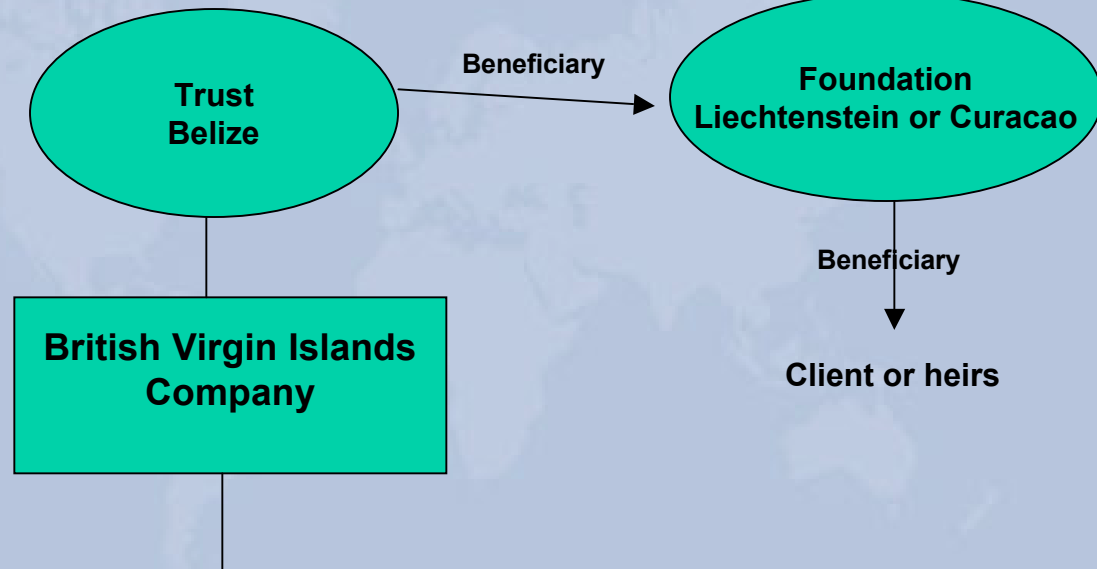 Beneficiary
Trust
Belize
Foundation
Liechtenstein or Curacao
Beneficiary
British Virgin Islands
Company
Client or heirs